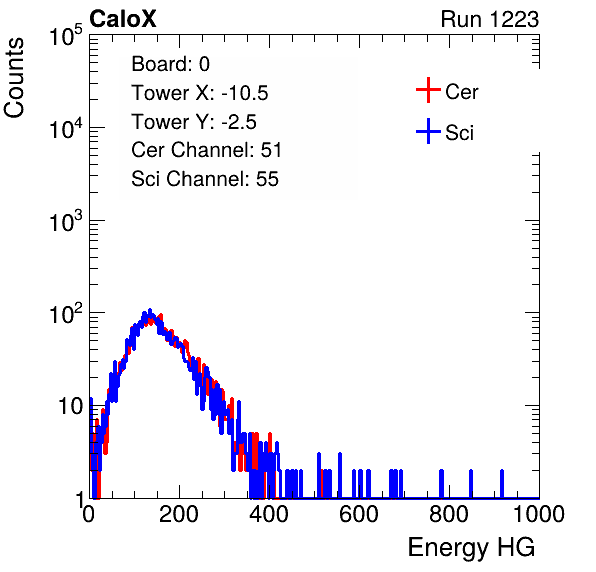 CaloX Run 1223
Counts
10^5
10^4
10^3
10^2
10
1
Board: 0
Tower X: -10.5
Tower Y: -2.5
Cer Channel: 51
Sci Channel: 55
Cer
Sci
0 200 400 600 800 1000
Energy HG